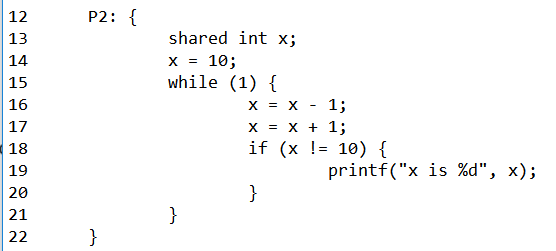 12 P2: {
13 shared int x;
14 x = 10;
15 while (1) {
16 x = x - 1;
17 x = x + 1;
18 if (x != 10) {
19 printf("x is %d", x);
20 }
21 }
22 }